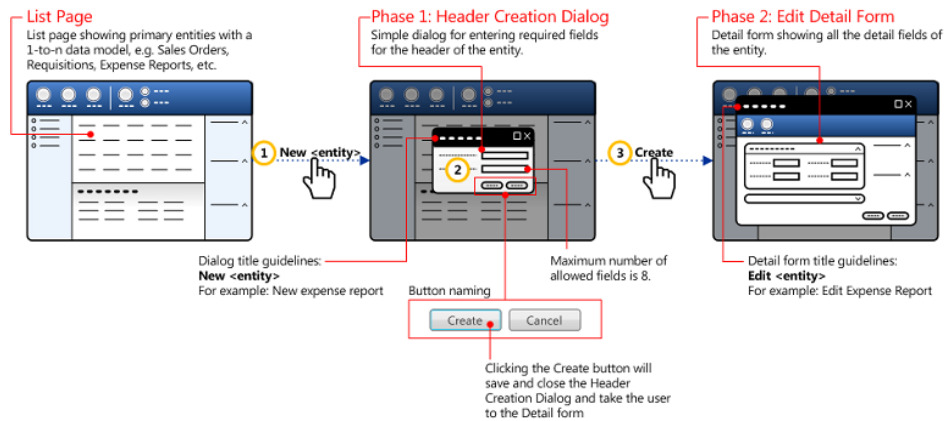 List Page
List page showing primary entities with a
1-to-n data model, e.g. Sales Orders,
Requisitions, Expense Reports, etc.
Phase 1: Header Creation Dialog
Simple dialog for entering required fields
for the header of the entity.
Phase 2: Edit Detail Form
Detail form showing all the detail fields of
the entity.
1 New <entity>
2
3 Create
Dialog title guidelines:
New <entity>
For example: New expense report
Maximum number of
allowed fields is 8.
Detail form title guidelines:
Edit <entity>
For example: Edit Expense Report
Button naming
Create Cancel
Clicking the Create button will
save and close the Header
Creation Dialog and take the user
to the Detail form